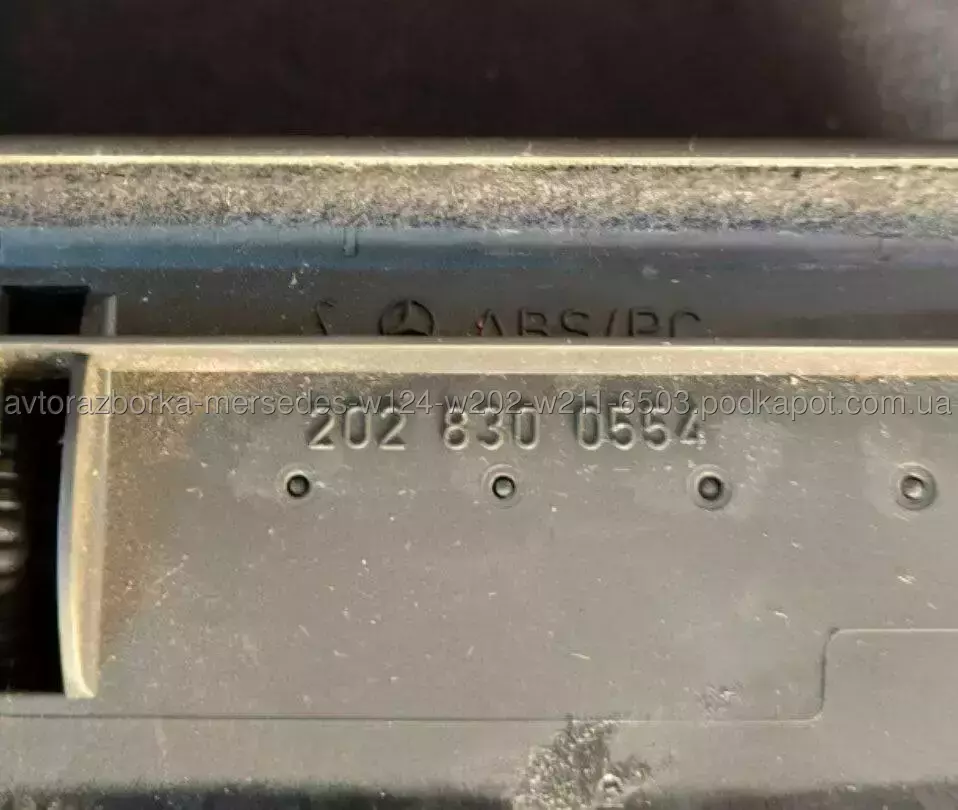 ABS/PC
avtorazborka-mersedes-w124-w202-w211.6503.podkapot.com.ua
202 830 0554